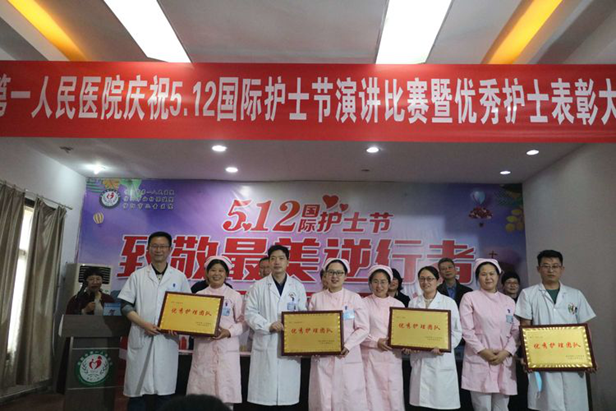 第一人民医院庆祝5.12国际护士节演讲比赛暨优秀护士表彰大
5.12国际护士节
致敬最美逆行者
优秀护理团队
优秀护理团队
优秀护理团队
优秀护理团队